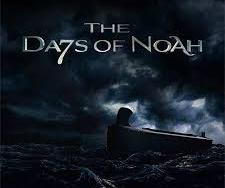 THE
DA7S OF NOAH